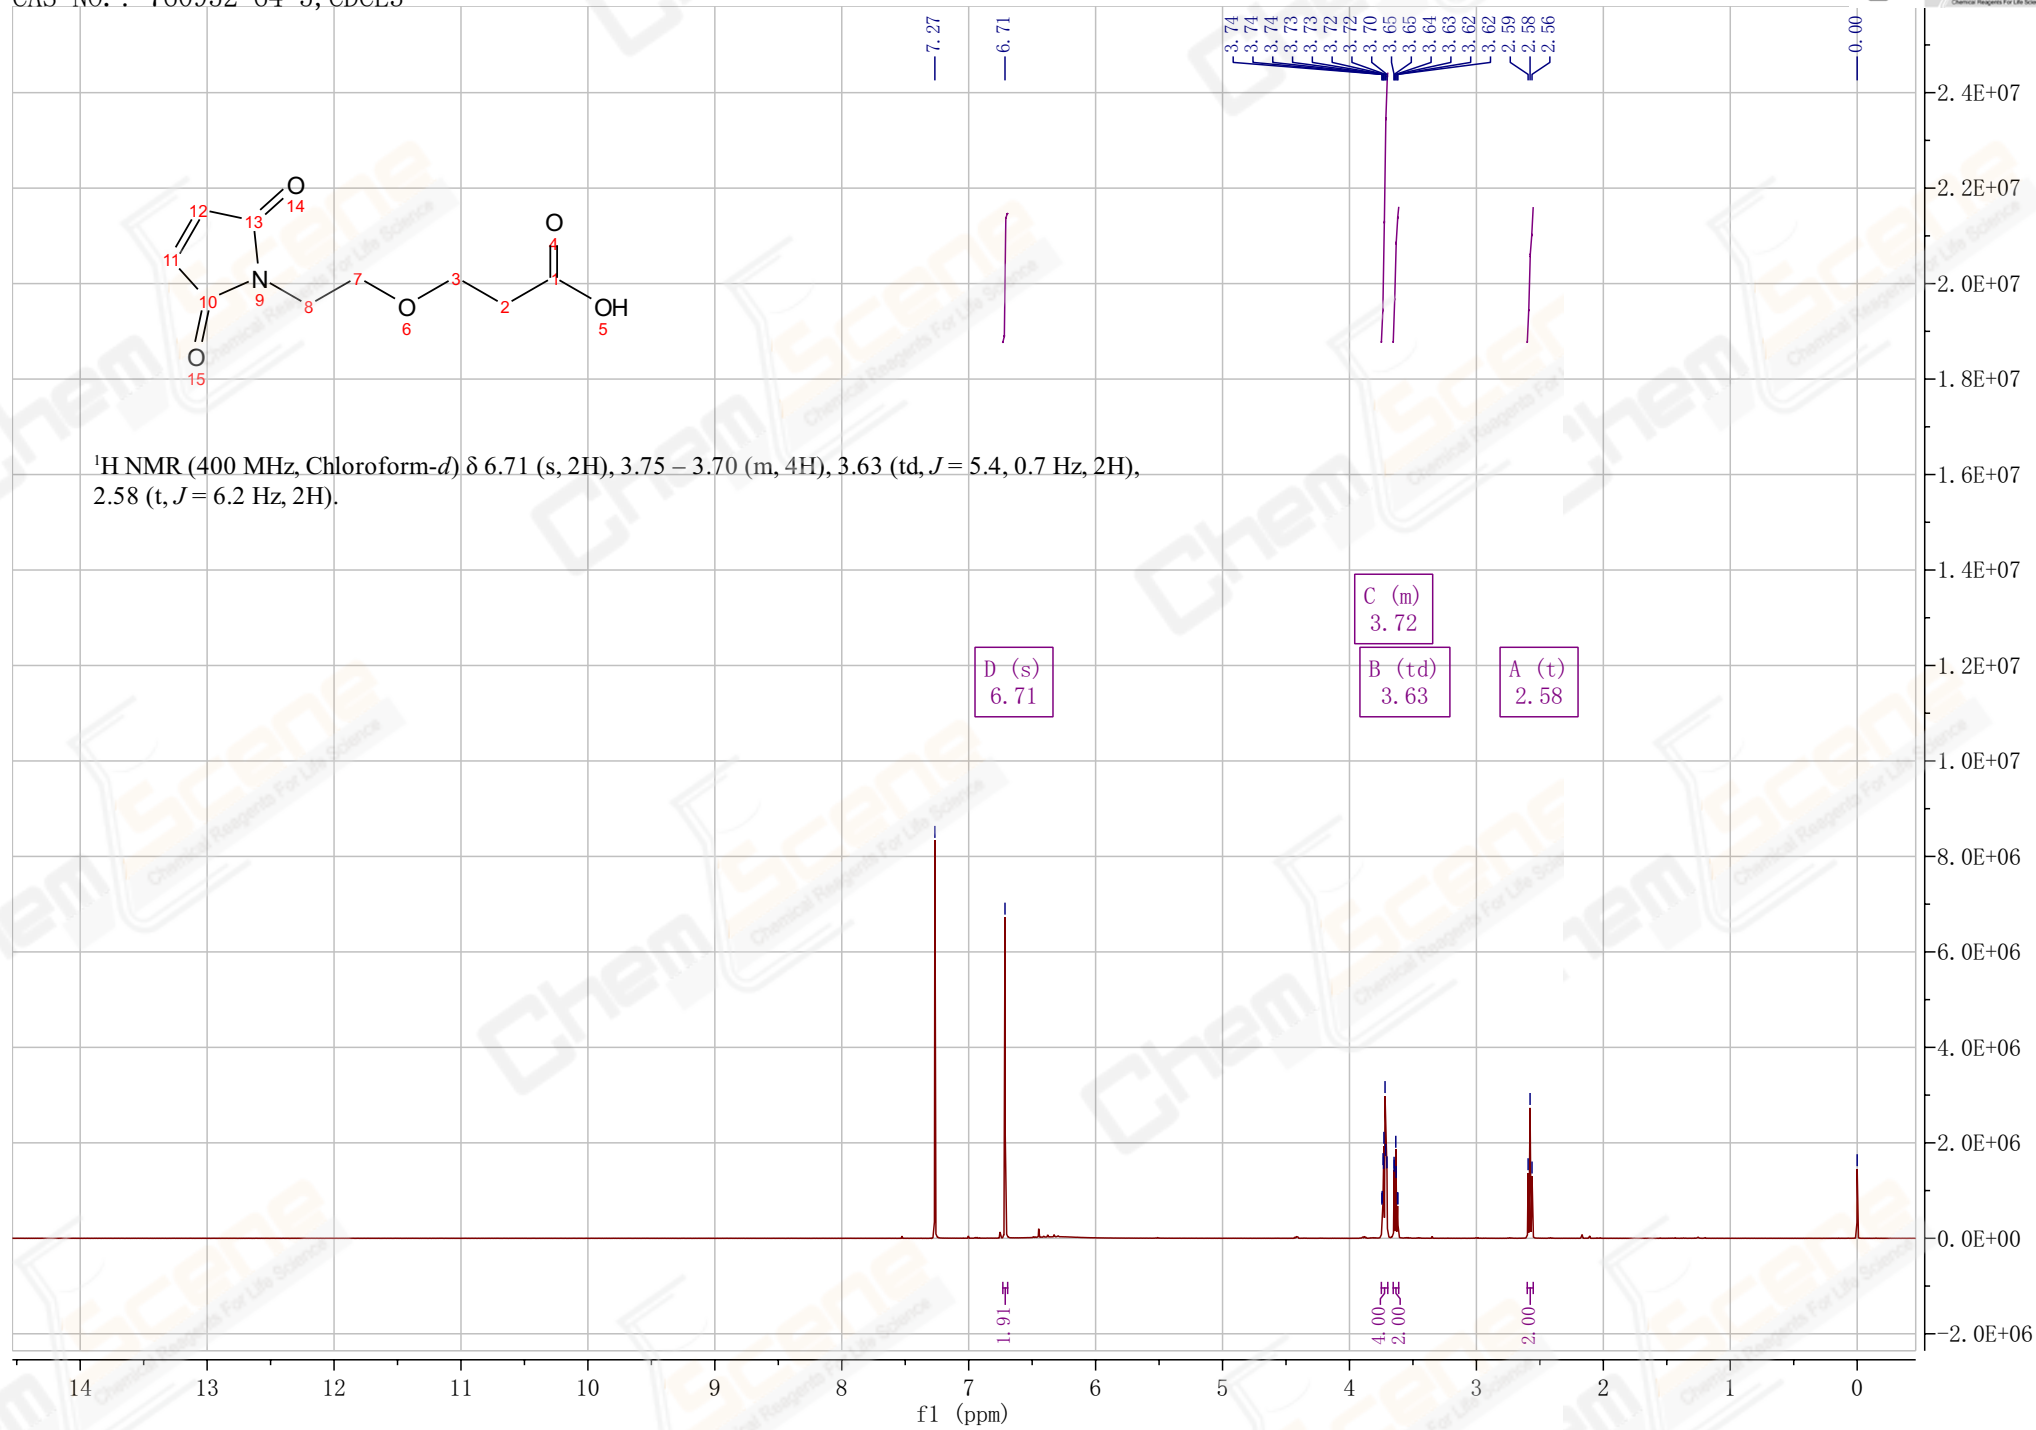 7.27
6.71
3.74
3.74
3.74
3.73
3.73
3.72
3.72
3.70
3.65
3.65
3.64
3.63
3.62
3.62
2.59
2.58
2.56
0.00
O
14
12
13
11
N
9
10
O
15
8
7
O
6
3
2
1
O
4
OH
5
¹H NMR (400 MHz, Chloroform-d) δ 6.71 (s, 2H), 3.75 – 3.70 (m, 4H), 3.63 (td, J = 5.4, 0.7 Hz, 2H),
2.58 (t, J = 6.2 Hz, 2H).
C (m)
3.72
D (s)
6.71
B (td)
3.63
A (t)
2.58
2.4E+07
2.2E+07
2.0E+07
1.8E+07
1.6E+07
1.4E+07
1.2E+07
1.0E+07
8.0E+06
6.0E+06
4.0E+06
2.0E+06
0.0E+00
-2.0E+06
1.91
4.00
2.00
2.00
14 13 12 11 10 9 8 7 6 5 4 3 2 1 0
f1 (ppm)
ChemScene
Chemical Reagents For Life Science